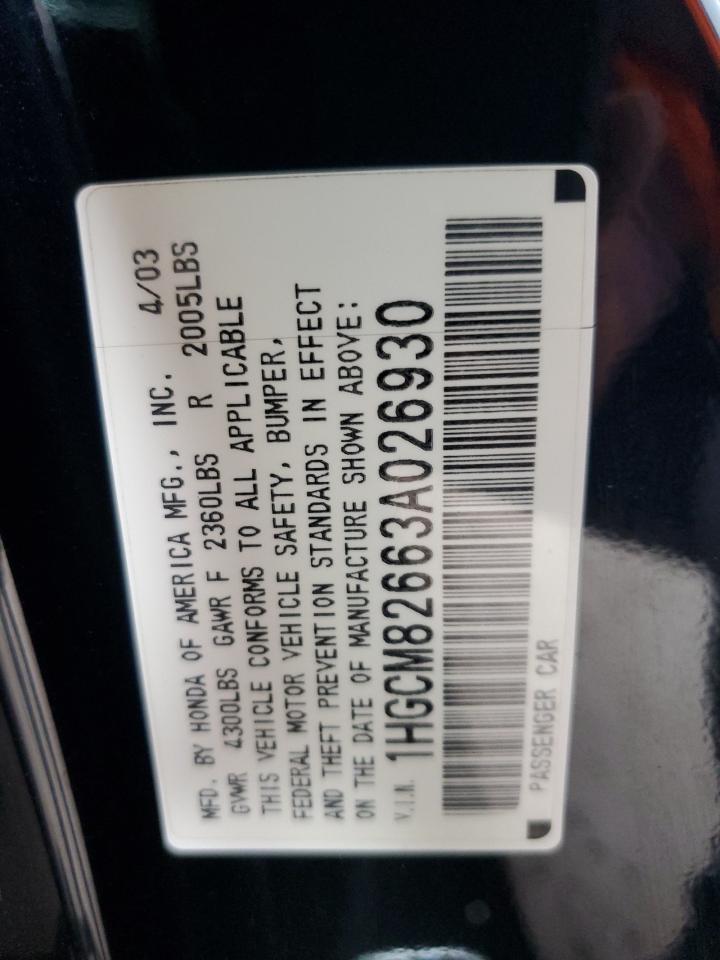 MFD. BY HONDA OF AMERICA MFG., INC. 4/03
GVWR 4300LBS GAWR F 2360LBS R 2005LBS
THIS VEHICLE CONFORMS TO ALL APPLICABLE
FEDERAL MOTOR VEHICLE SAFETY, BUMPER,
AND THEFT PREVENTION STANDARDS IN EFFECT
ON THE DATE OF MANUFACTURE SHOWN ABOVE:
V.I.N. 1HGCM82663A026930
PASSENGER CAR